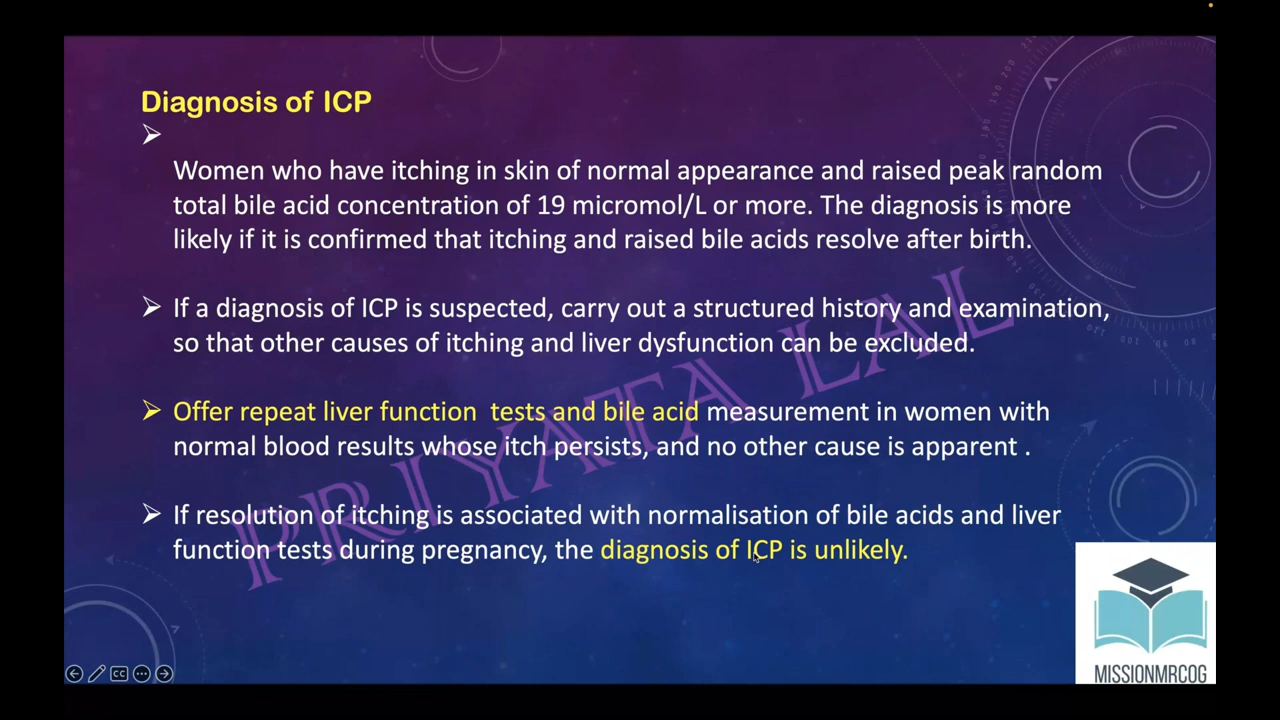 Diagnosis of ICP
➢
Women who have itching in skin of normal appearance and raised peak random
total bile acid concentration of 19 micromol/L or more. The diagnosis is more
likely if it is confirmed that itching and raised bile acids resolve after birth.
➢ If a diagnosis of ICP is suspected, carry out a structured history and examination,
so that other causes of itching and liver dysfunction can be excluded.
➢ Offer repeat liver function tests and bile acid measurement in women with
normal blood results whose itch persists, and no other cause is apparent .
➢ If resolution of itching is associated with normalisation of bile acids and liver
function tests during pregnancy, the diagnosis of ICP is unlikely.
PRIYATA LAL
CC
MISSIONMRCOG